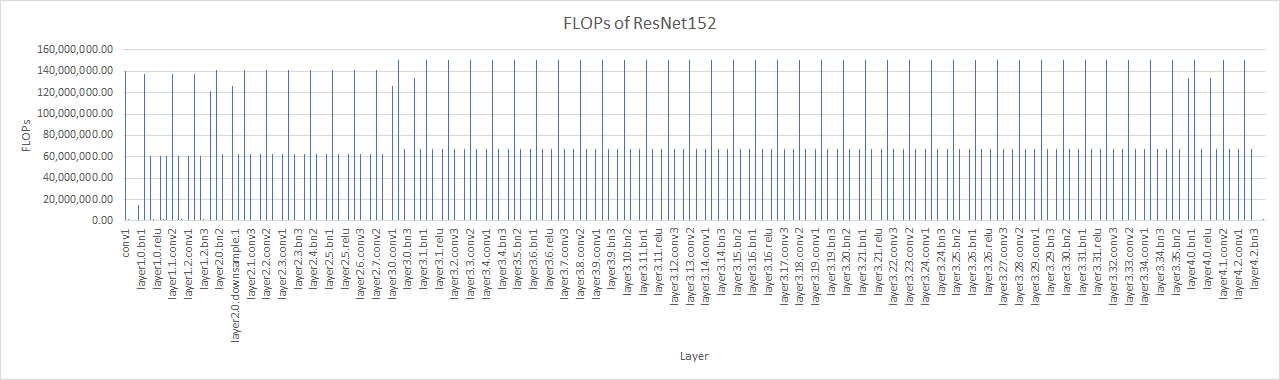 FLOPs of ResNet152
160,000,000.00
140,000,000.00
120,000,000.00
100,000,000.00
80,000,000.00
60,000,000.00
40,000,000.00
20,000,000.00
0.00
FLOPs
conv1
layer1.0.bn1
layer1.0.relu
layer1.1.conv2
layer1.2.conv1
layer1.2.bn3
layer2.0.bn2
layer2.0.downsample.1
layer2.1.conv3
layer2.2.conv2
layer2.3.conv1
layer2.3.bn3
layer2.4.bn2
layer2.5.bn1
layer2.5.relu
layer2.6.conv3
layer2.7.conv2
layer3.0.conv1
layer3.0.bn3
layer3.1.bn1
layer3.1.relu
layer3.2.conv3
layer3.3.conv2
layer3.4.conv1
layer3.4.bn3
layer3.5.bn2
layer3.6.bn1
layer3.6.relu
layer3.7.conv3
layer3.8.conv2
layer3.9.conv1
layer3.9.bn3
layer3.10.bn2
layer3.11.bn1
layer3.11.relu
layer3.12.conv3
layer3.13.conv2
layer3.14.conv1
layer3.14.bn3
layer3.15.bn2
layer3.16.bn1
layer3.16.relu
layer3.17.conv3
layer3.18.conv2
layer3.19.conv1
layer3.19.bn3
layer3.20.bn2
layer3.21.bn1
layer3.21.relu
layer3.22.conv3
layer3.23.conv2
layer3.24.conv1
layer3.24.bn3
layer3.25.bn2
layer3.26.bn1
layer3.26.relu
layer3.27.conv3
layer3.28.conv2
layer3.29.conv1
layer3.29.bn3
layer3.30.bn2
layer3.31.bn1
layer3.31.relu
layer3.32.conv3
layer3.33.conv2
layer3.34.conv1
layer3.34.bn3
layer3.35.bn2
layer4.0.bn1
layer4.0.relu
layer4.1.conv2
layer4.2.conv1
layer4.2.bn3
Layer